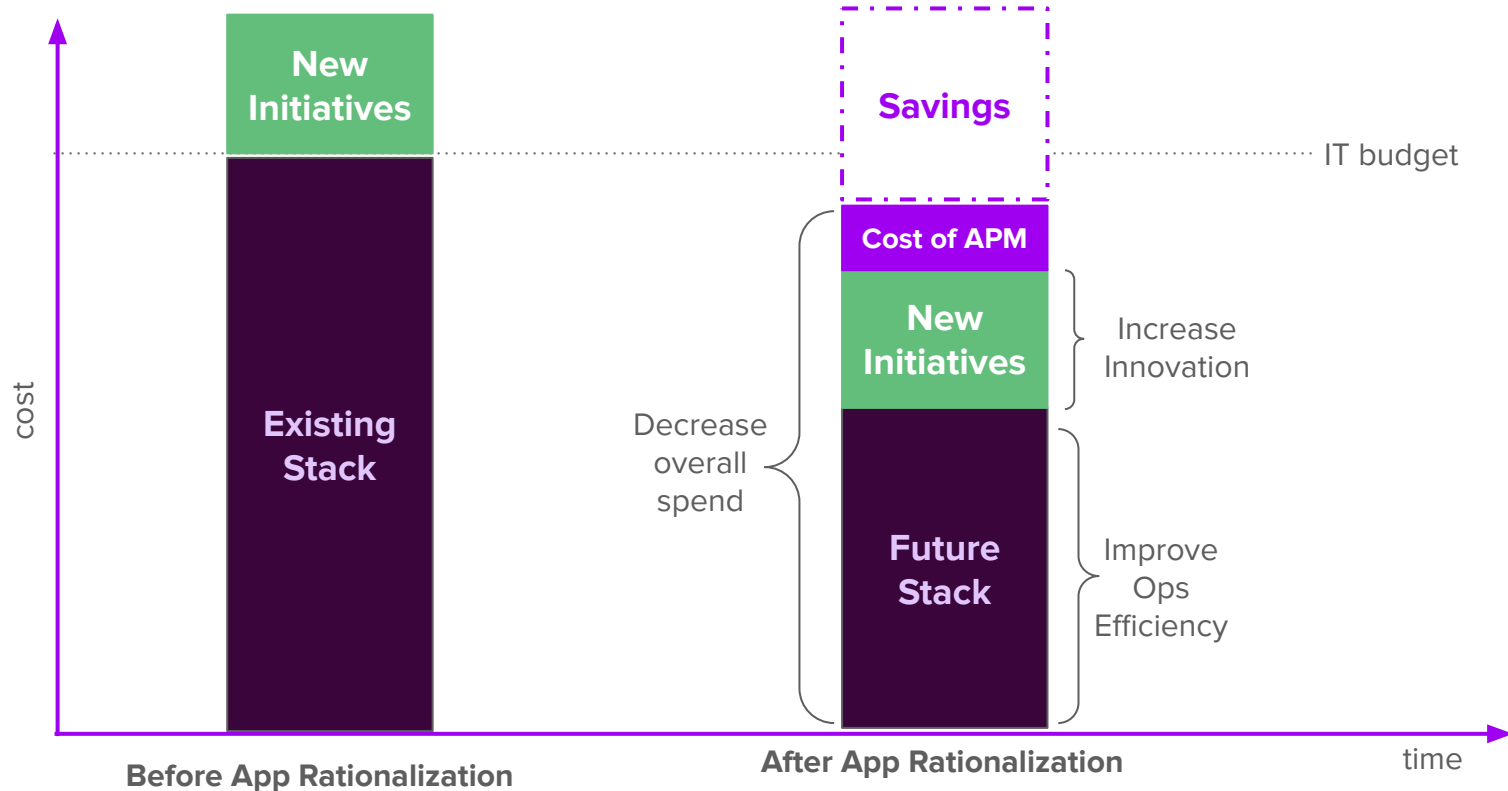 New
Initiatives
Savings
IT budget
Cost of APM
New
Initiatives
Increase
Innovation
cost
Existing
Stack
Decrease
overall
spend
Future
Stack
Improve
Ops
Efficiency
Before App Rationalization
After App Rationalization
time